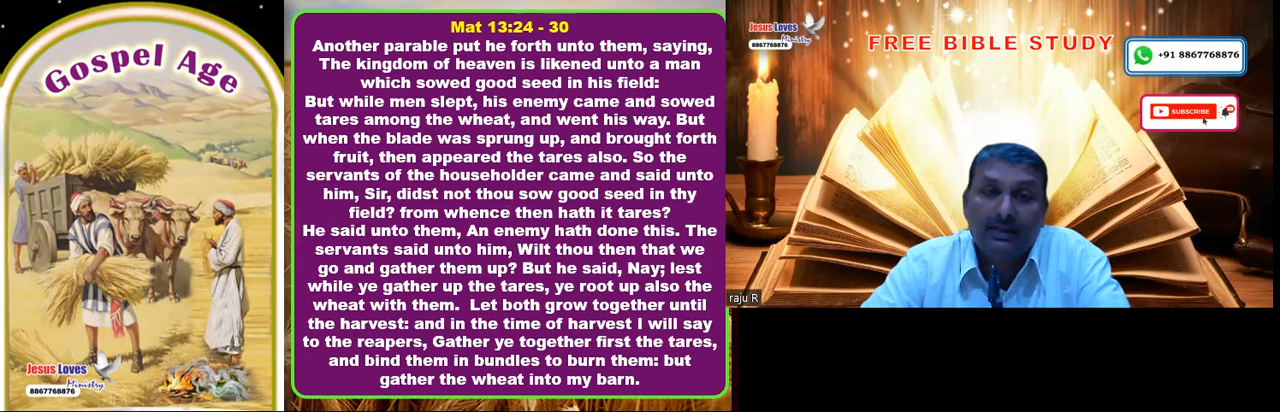 Gospel Age
Jesus Loves
Ministry
8867768876
Mat 13:24 - 30
Another parable put he forth unto them, saying,
The kingdom of heaven is likened unto a man
which sowed good seed in his field:
But while men slept, his enemy came and sowed
tares among the wheat, and went his way. But
when the blade was sprung up, and brought forth
fruit, then appeared the tares also. So the
servants of the householder came and said unto
him, Sir, didst not thou sow good seed in thy
field? from whence then hath it tares?
He said unto them, An enemy hath done this. The
servants said unto him, Wilt thou then that we
go and gather them up? But he said, Nay; lest
while ye gather up the tares, ye root up also the
wheat with them. Let both grow together until
the harvest: and in the time of harvest I will say
to the reapers, Gather ye together first the tares,
and bind them in bundles to burn them: but
gather the wheat into my barn.
Jesus Loves
Ministry
8867768876
FREE BIBLE STUDY
+91 8867768876
SUBSCRIBE
raju R